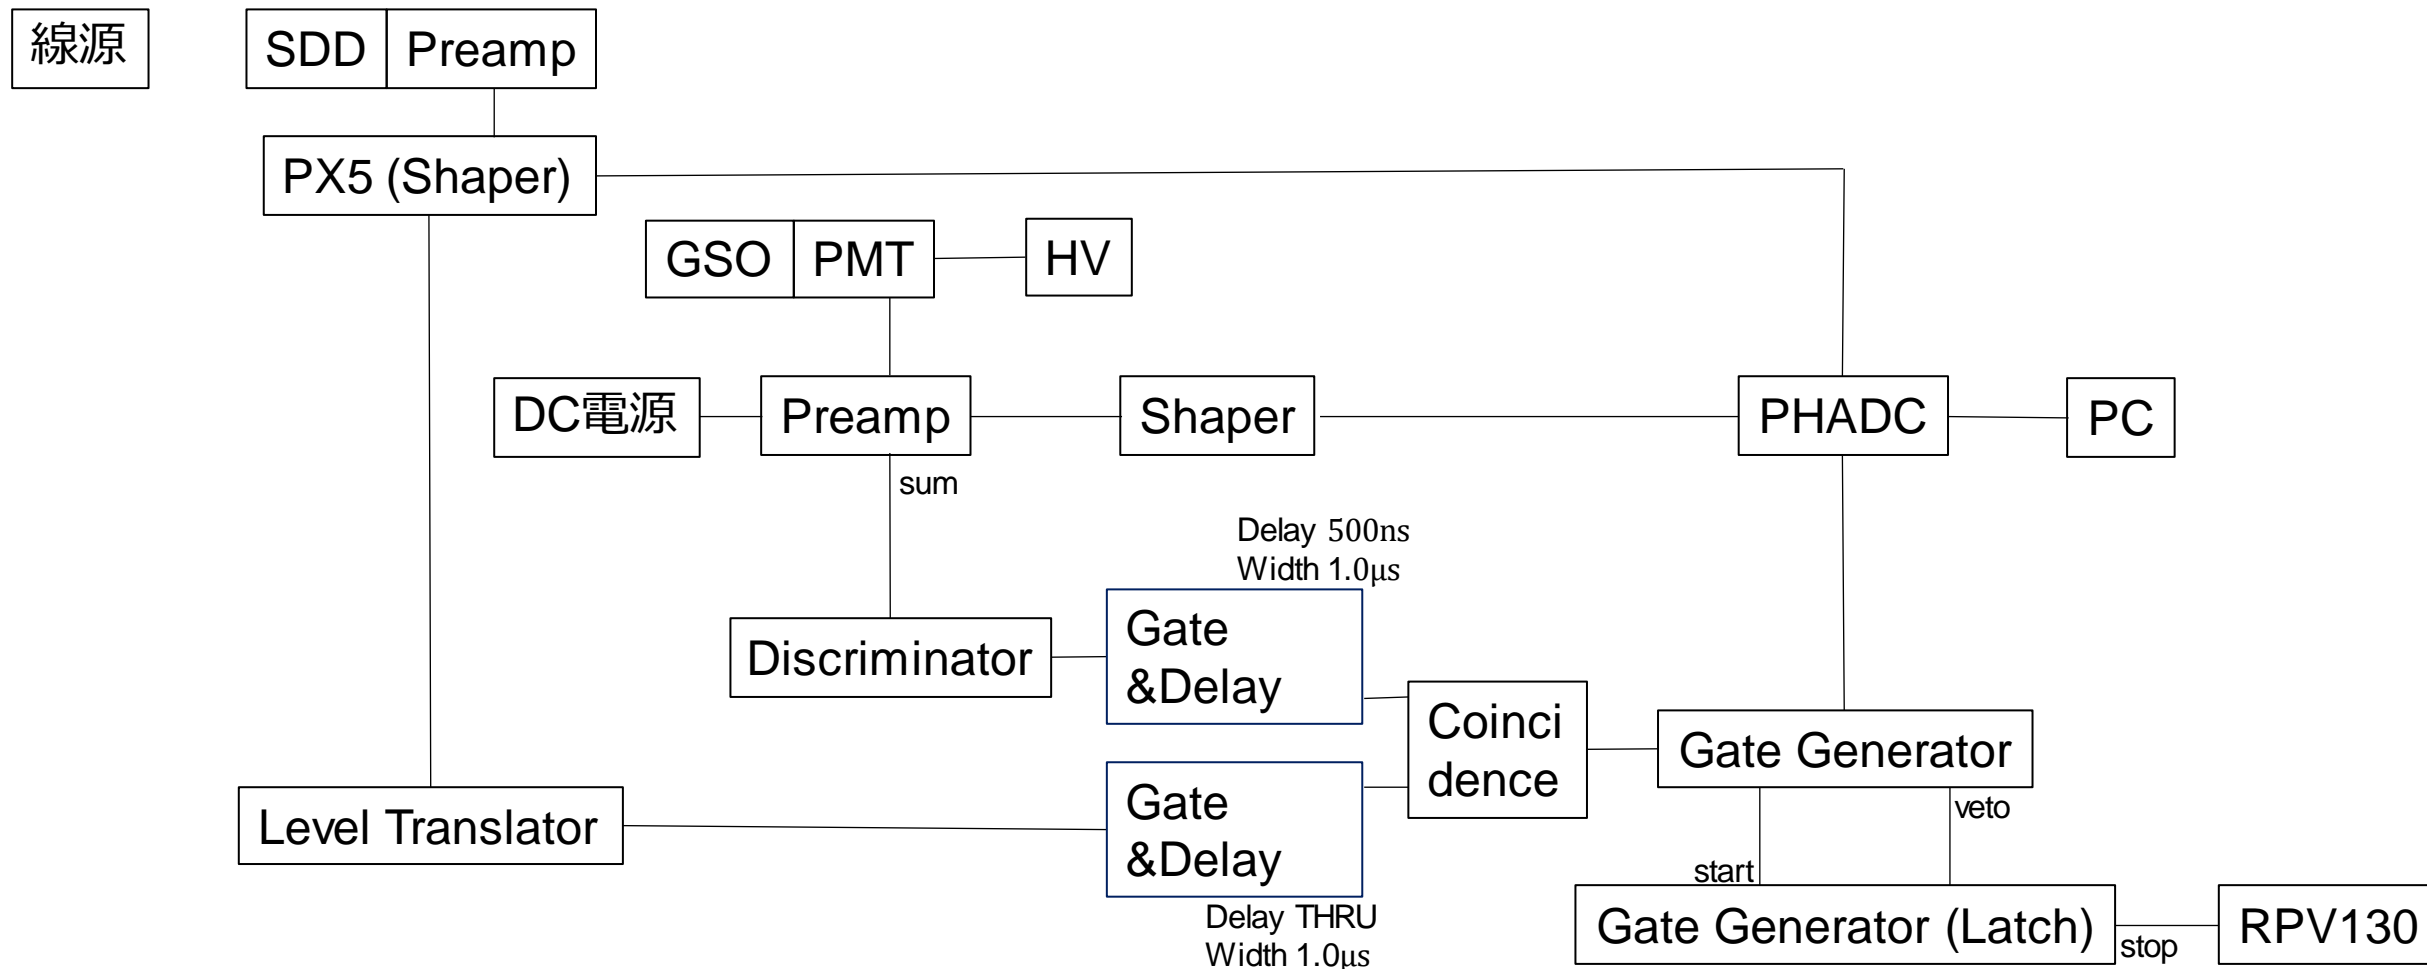 線源
SDD
Preamp
PX5 (Shaper)
GSO
PMT
HV
DC電源
Preamp
Shaper
PHADC
PC
sum
Delay 500ns
Width 1.0μs
Discriminator
Gate
&Delay
Coinci
dence
Gate Generator
Level Translator
Gate
&Delay
veto
start
Delay THRU
Width 1.0μs
Gate Generator (Latch)
stop
RPV130